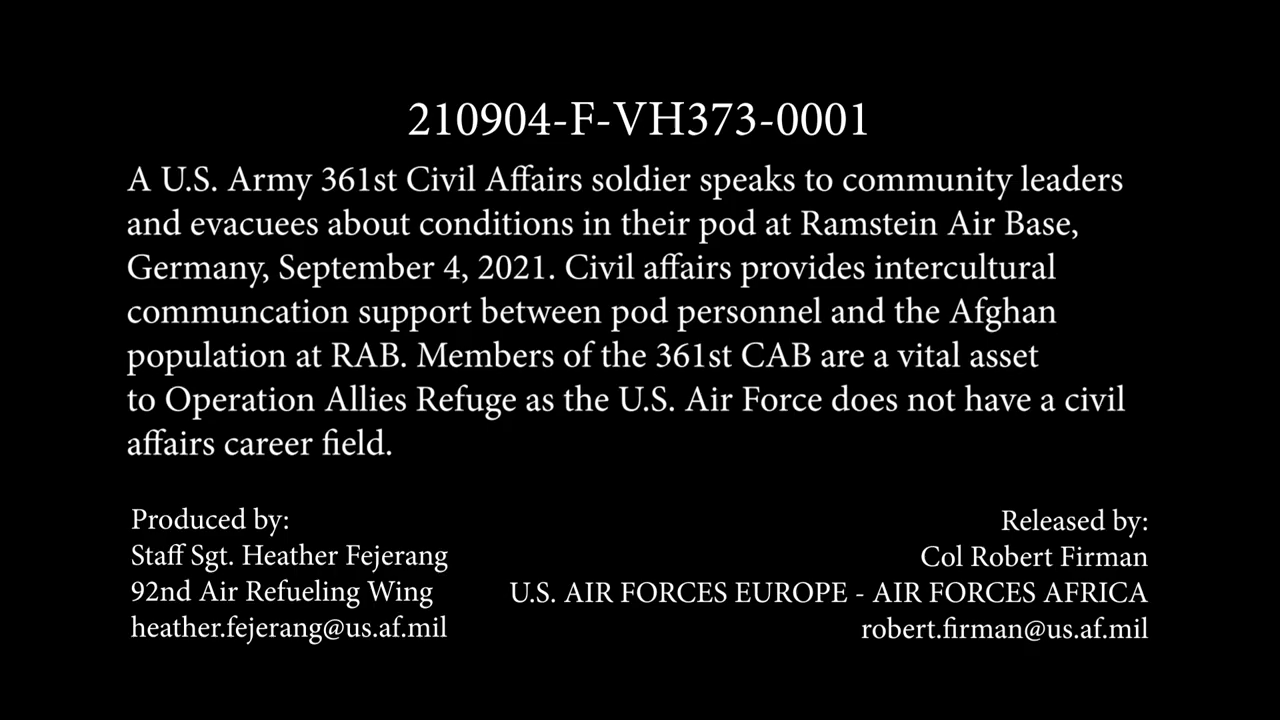 210904-F-VH373-0001
A U.S. Army 361st Civil Affairs soldier speaks to community leaders
and evacuees about conditions in their pod at Ramstein Air Base,
Germany, September 4, 2021. Civil affairs provides intercultural
communcation support between pod personnel and the Afghan
population at RAB. Members of the 361st CAB are a vital asset
to Operation Allies Refuge as the U.S. Air Force does not have a civil
affairs career field.
Produced by:
Staff Sgt. Heather Fejerang
92nd Air Refueling Wing
heather.fejerang@us.af.mil
Released by:
Col Robert Firman
U.S. AIR FORCES EUROPE - AIR FORCES AFRICA
robert.firman@us.af.mil